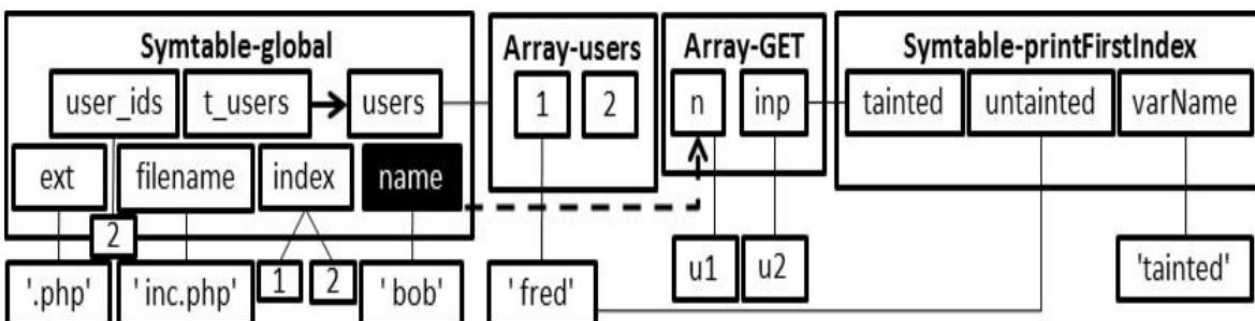 Symtable-global
Array-users
Array-GET
Symtable-printFirstIndex
user_ids
t_users
users
1
2
n
inp
tainted
untainted
varName
ext
filename
index
name
2
'.php'
'inc.php'
1
2
'bob'
'fred'
u1
u2
'tainted'